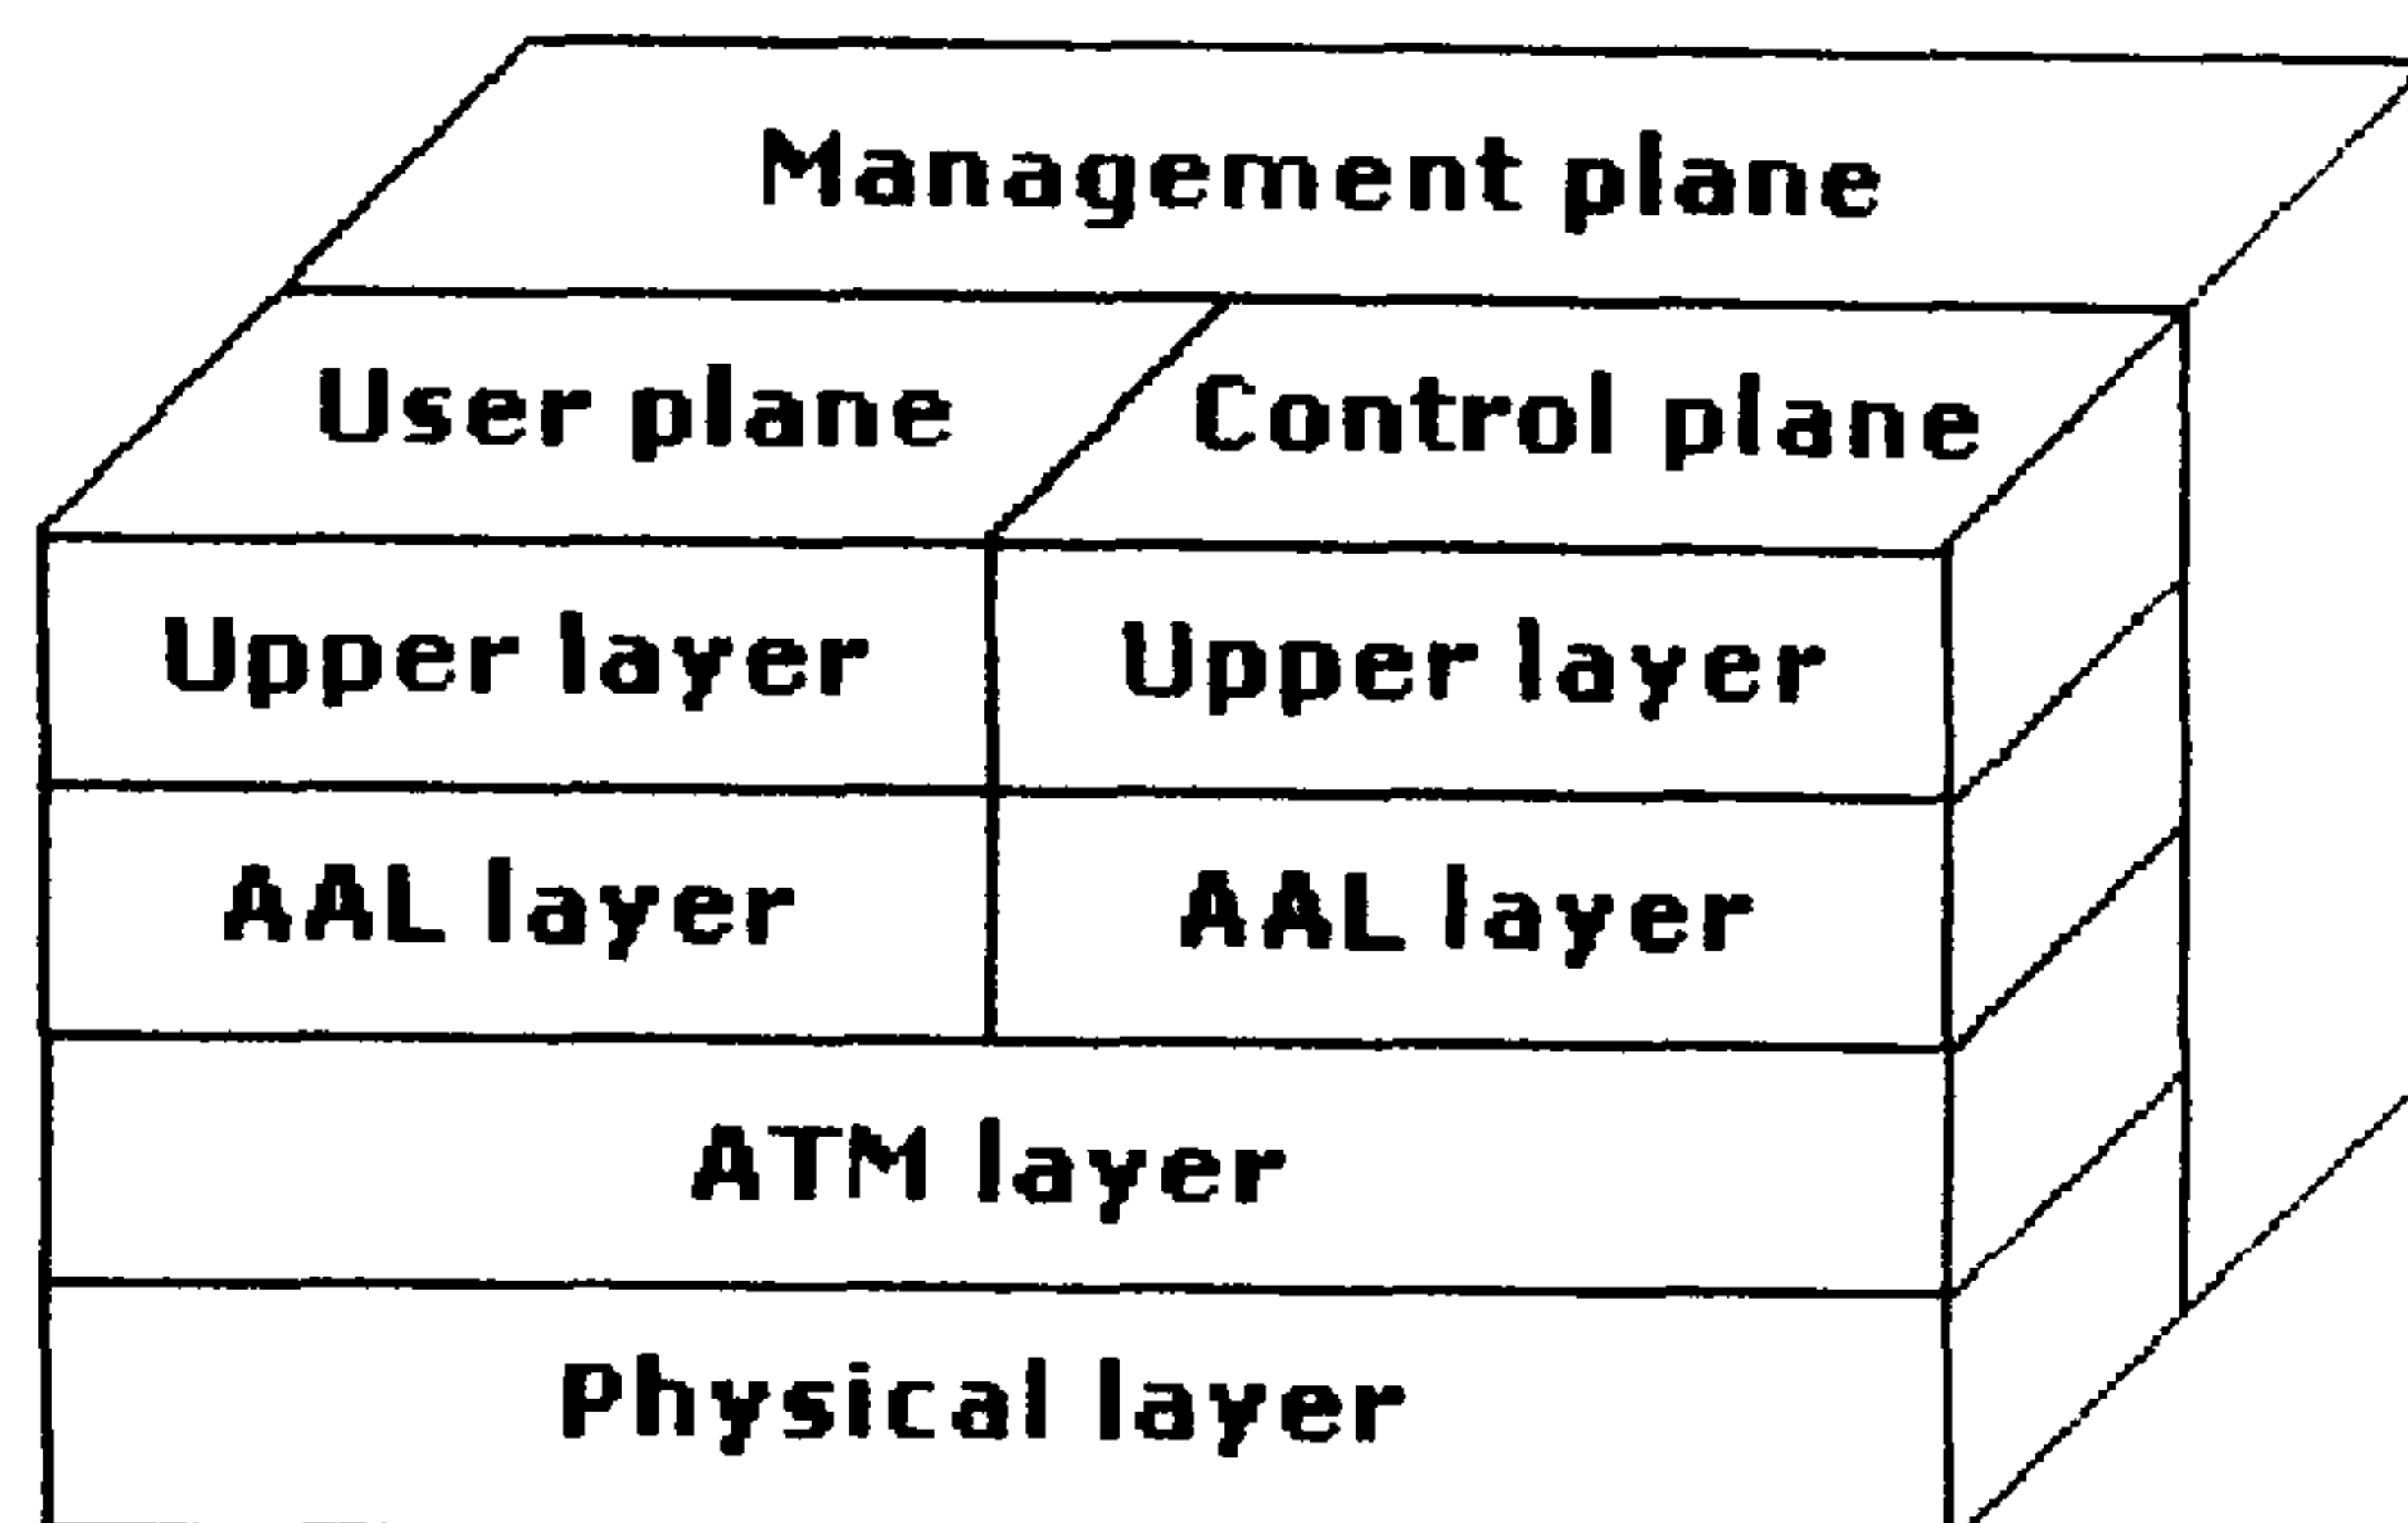 Management plane
User plane Control plane
Upper layer Upper layer
AAL layer AAL layer
ATM layer
Physical layer